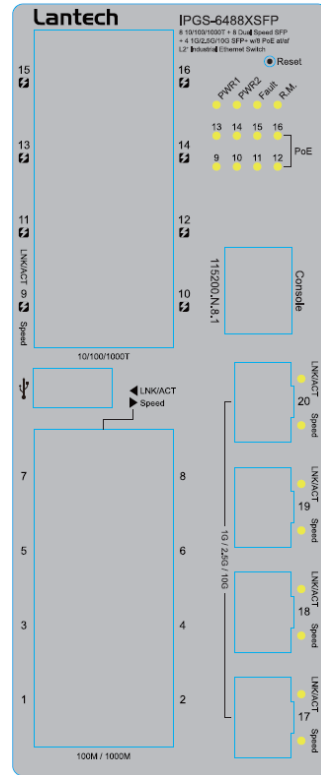 Lantech
IPGS-6488XSFP
8 10/100/1000T + 8 Dual Speed SFP
+ 4 1G/2.5G/10G SFP+ w/8 PoE at/af
L2+ Industrial Ethernet Switch
Reset
PWR1 PWR2 Fault R.M.
13 14 15 16
PoE
9 10 11 12
15 16
13 14
11 12
LNK/ACT
9 10
Speed
115200.N.8.1
Console
10/100/1000T
LNK/ACT
Speed
7 8
5 6
3 4
1 2
100M / 1000M
1G / 2.5G / 10G
LNK/ACT
20
Speed
LNK/ACT
19
Speed
LNK/ACT
18
Speed
LNK/ACT
17
Speed